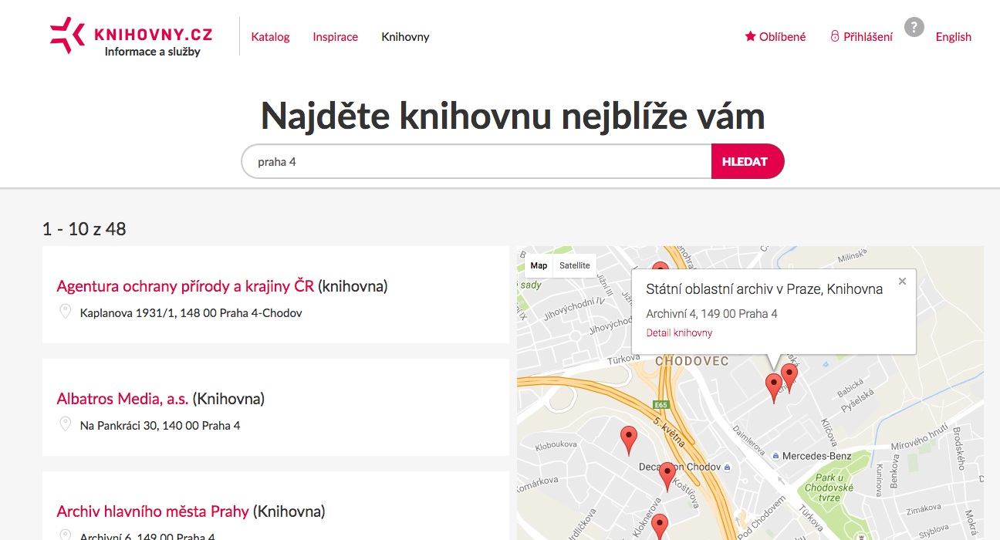 KNIHOVNY.CZ
Informace a služby
Katalog
Inspirace
Knihovny
Oblíbené
Přihlášení
?
English
Najděte knihovnu nejblíže vám
praha 4
HLEDAT
1 - 10 z 48
Agentura ochrany přírody a krajiny ČR (knihovna)
Kaplanova 1931/1, 148 00 Praha 4-Chodov
Albatros Media, a.s. (Knihovna)
Na Pankráci 30, 140 00 Praha 4
Archiv hlavního města Prahy (Knihovna)
Archivní 6, 149 00 Praha 4
Map
Satellite
Milínská
sady
Jižní III
Jihovýchodní IV
Státní oblastní archiv v Praze, Knihovna
Archivní 4, 149 00 Praha 4
Detail knihovny
Türkova
CHODOVEC
E65
5. května
Babická
Pyšelská
Klíčova
Daimlerova
Mírového hnutí
Brodského
Kloboukova
Mercedes-Benz
Chodov
Benkova
Kunínova
Park u
Chodovské
tvrze
Koštířova
Kloknerova
Pod Chodovem
Türkova
Zimákova
Stýblova